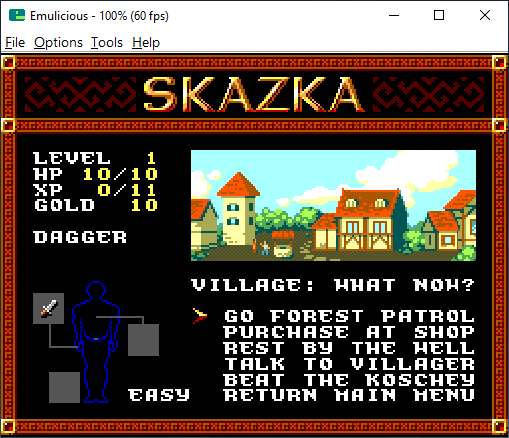 Emulicious - 100% (60 fps)
File Options Tools Help
SKAZKA
LEVEL 1
HP 10/10
XP 0/11
GOLD 10
DAGGER
VILLAGE: WHAT NOW?
GO FOREST PATROL
PURCHASE AT SHOP
REST BY THE WELL
TALK TO VILLAGER
BEAT THE KOSCHEY
RETURN MAIN MENU
EASY